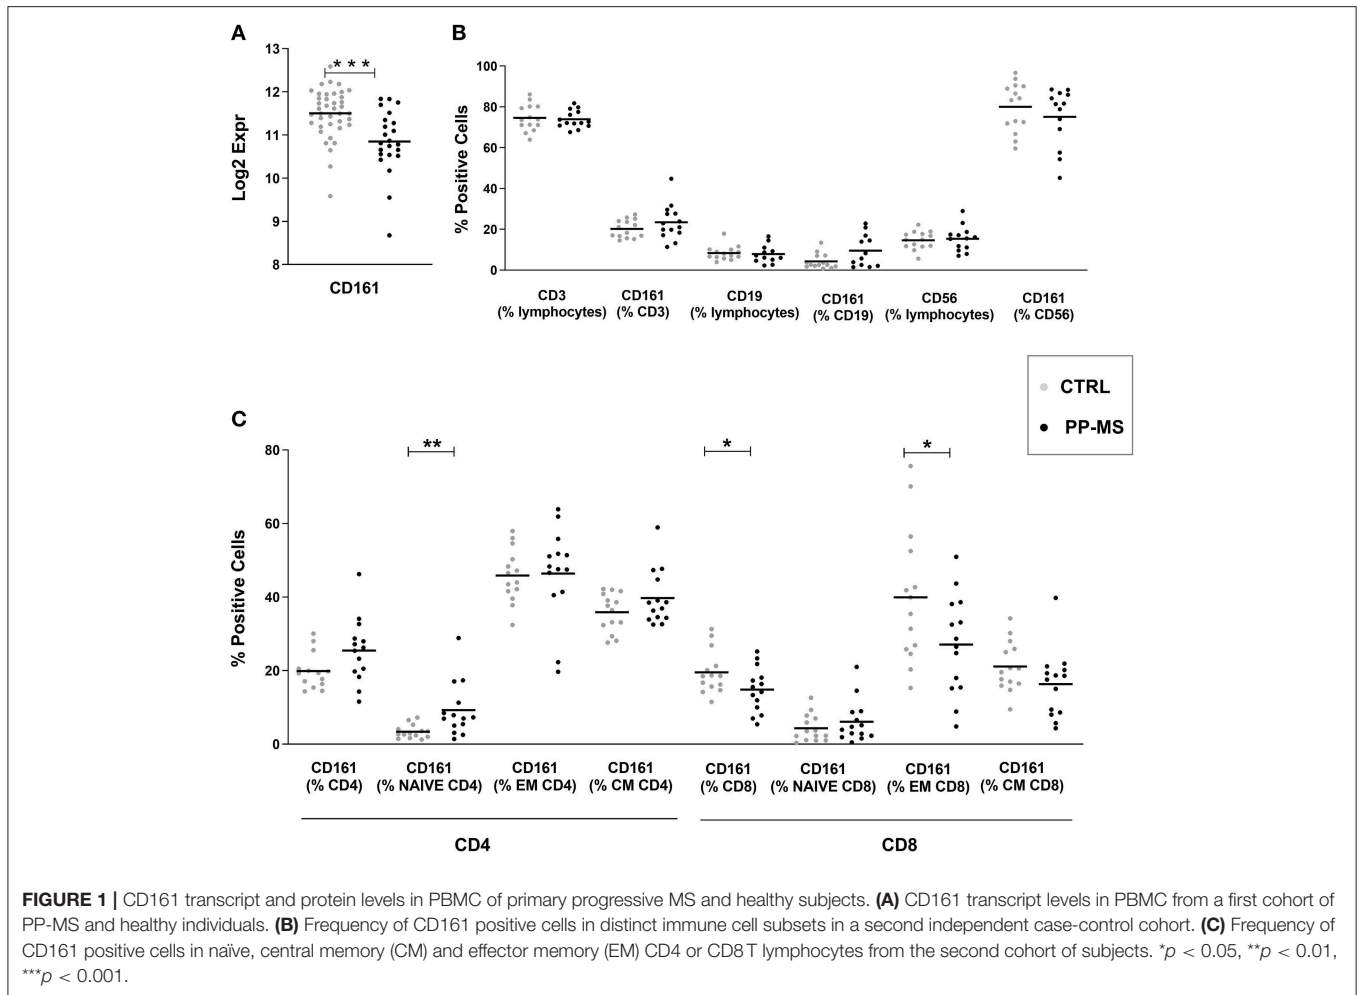 A
B
13
12
11
10
9
8
Log2 Expr
* * *
CD161
100
80
60
40
20
0
% Positive Cells
CD3
(% lymphocytes)
CD161
(% CD3)
CD19
(% lymphocytes)
CD161
(% CD19)
CD56
(% lymphocytes)
CD161
(% CD56)
CTRL
PP-MS
C
80
60
40
20
0
% Positive Cells
**
*
*
CD161
(% CD4)
CD161
(% NAIVE CD4)
CD161
(% EM CD4)
CD161
(% CM CD4)
CD161
(% CD8)
CD161
(% NAIVE CD8)
CD161
(% EM CD8)
CD161
(% CM CD8)
CD4
CD8
FIGURE 1 | CD161 transcript and protein levels in PBMC of primary progressive MS and healthy subjects. (A) CD161 transcript levels in PBMC from a first cohort of
PP-MS and healthy individuals. (B) Frequency of CD161 positive cells in distinct immune cell subsets in a second independent case-control cohort. (C) Frequency of
CD161 positive cells in naïve, central memory (CM) and effector memory (EM) CD4 or CD8 T lymphocytes from the second cohort of subjects. *p < 0.05, **p < 0.01,
***p < 0.001.